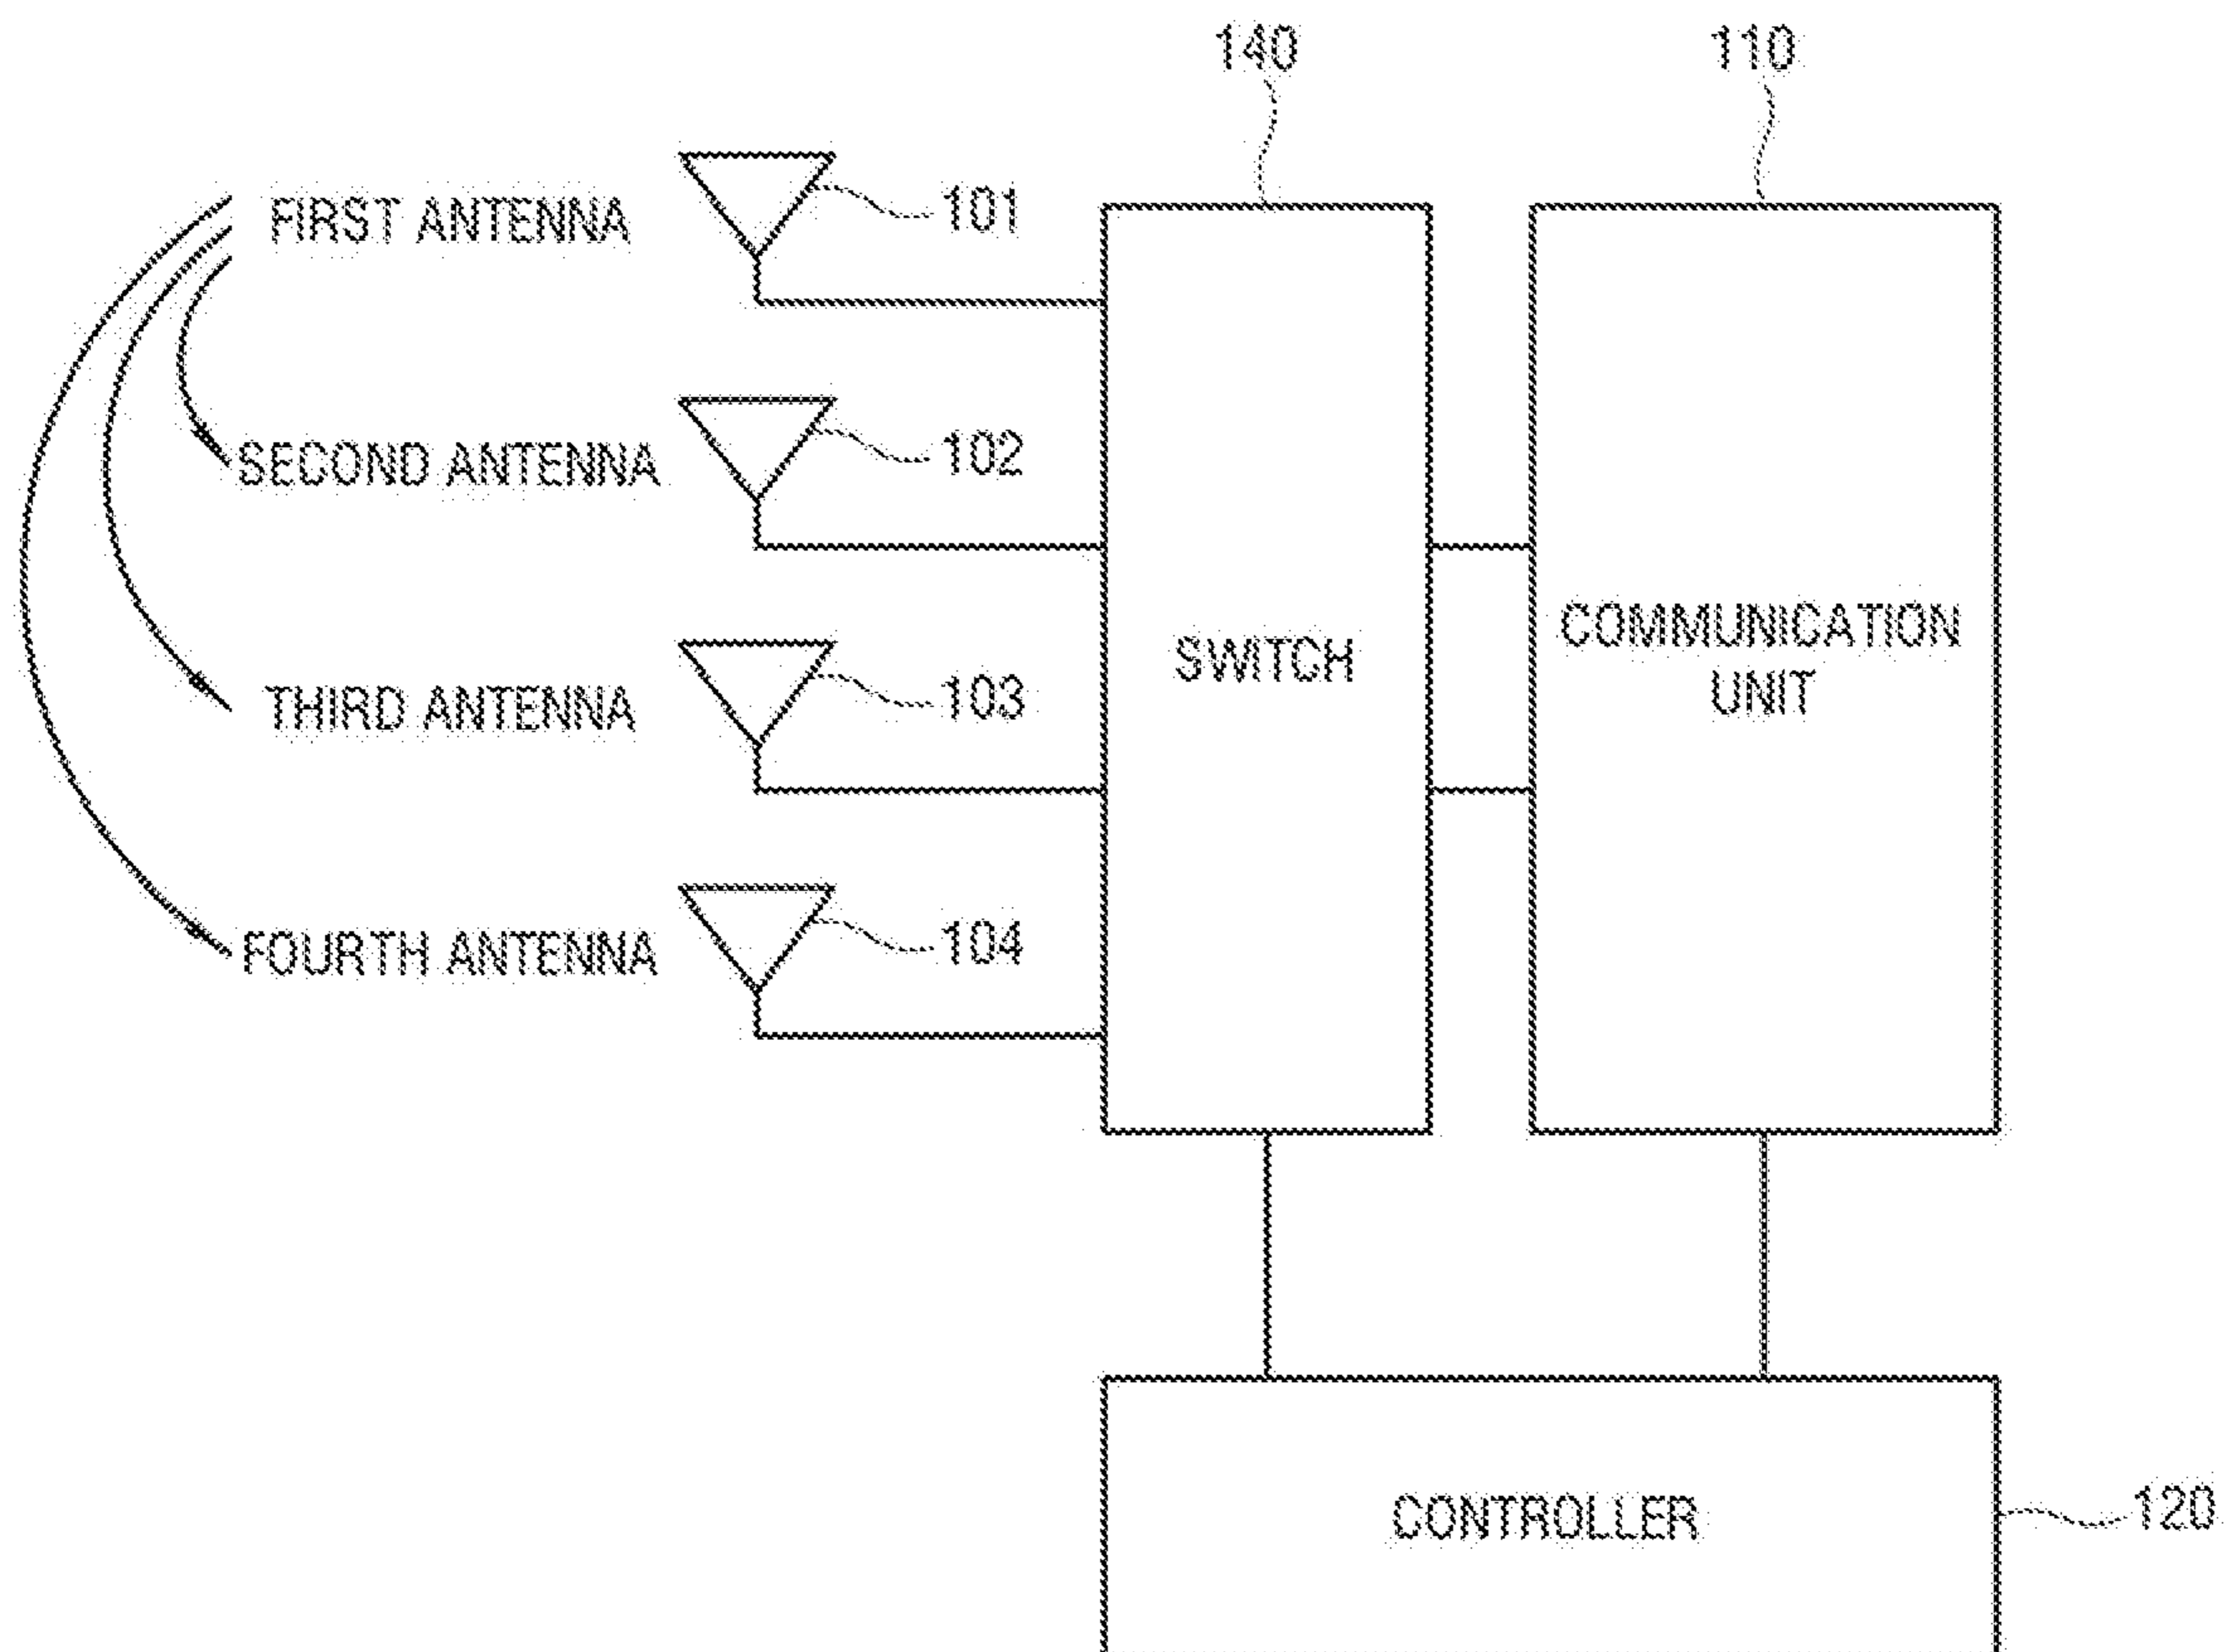 140
110
FIRST ANTENNA
101
SECOND ANTENNA
102
THIRD ANTENNA
103
FOURTH ANTENNA
104
SWITCH
COMMUNICATION
UNIT
CONTROLLER
120